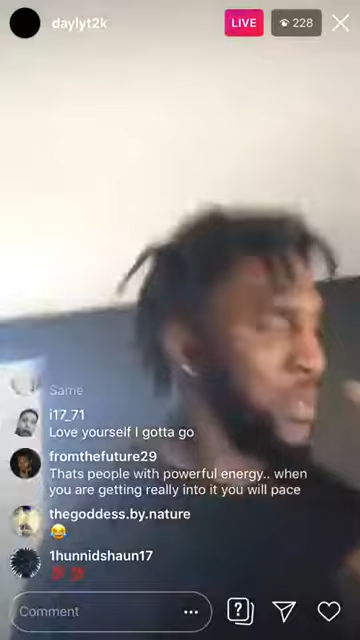 daylyt2k
LIVE
228
Same
i17_71
Love yourself I gotta go
fromthefuture29
Thats people with powerful energy.. when
you are getting really into it you will pace
thegoddess.by.nature
😂
1hunnidshaun17
💯💯
Comment